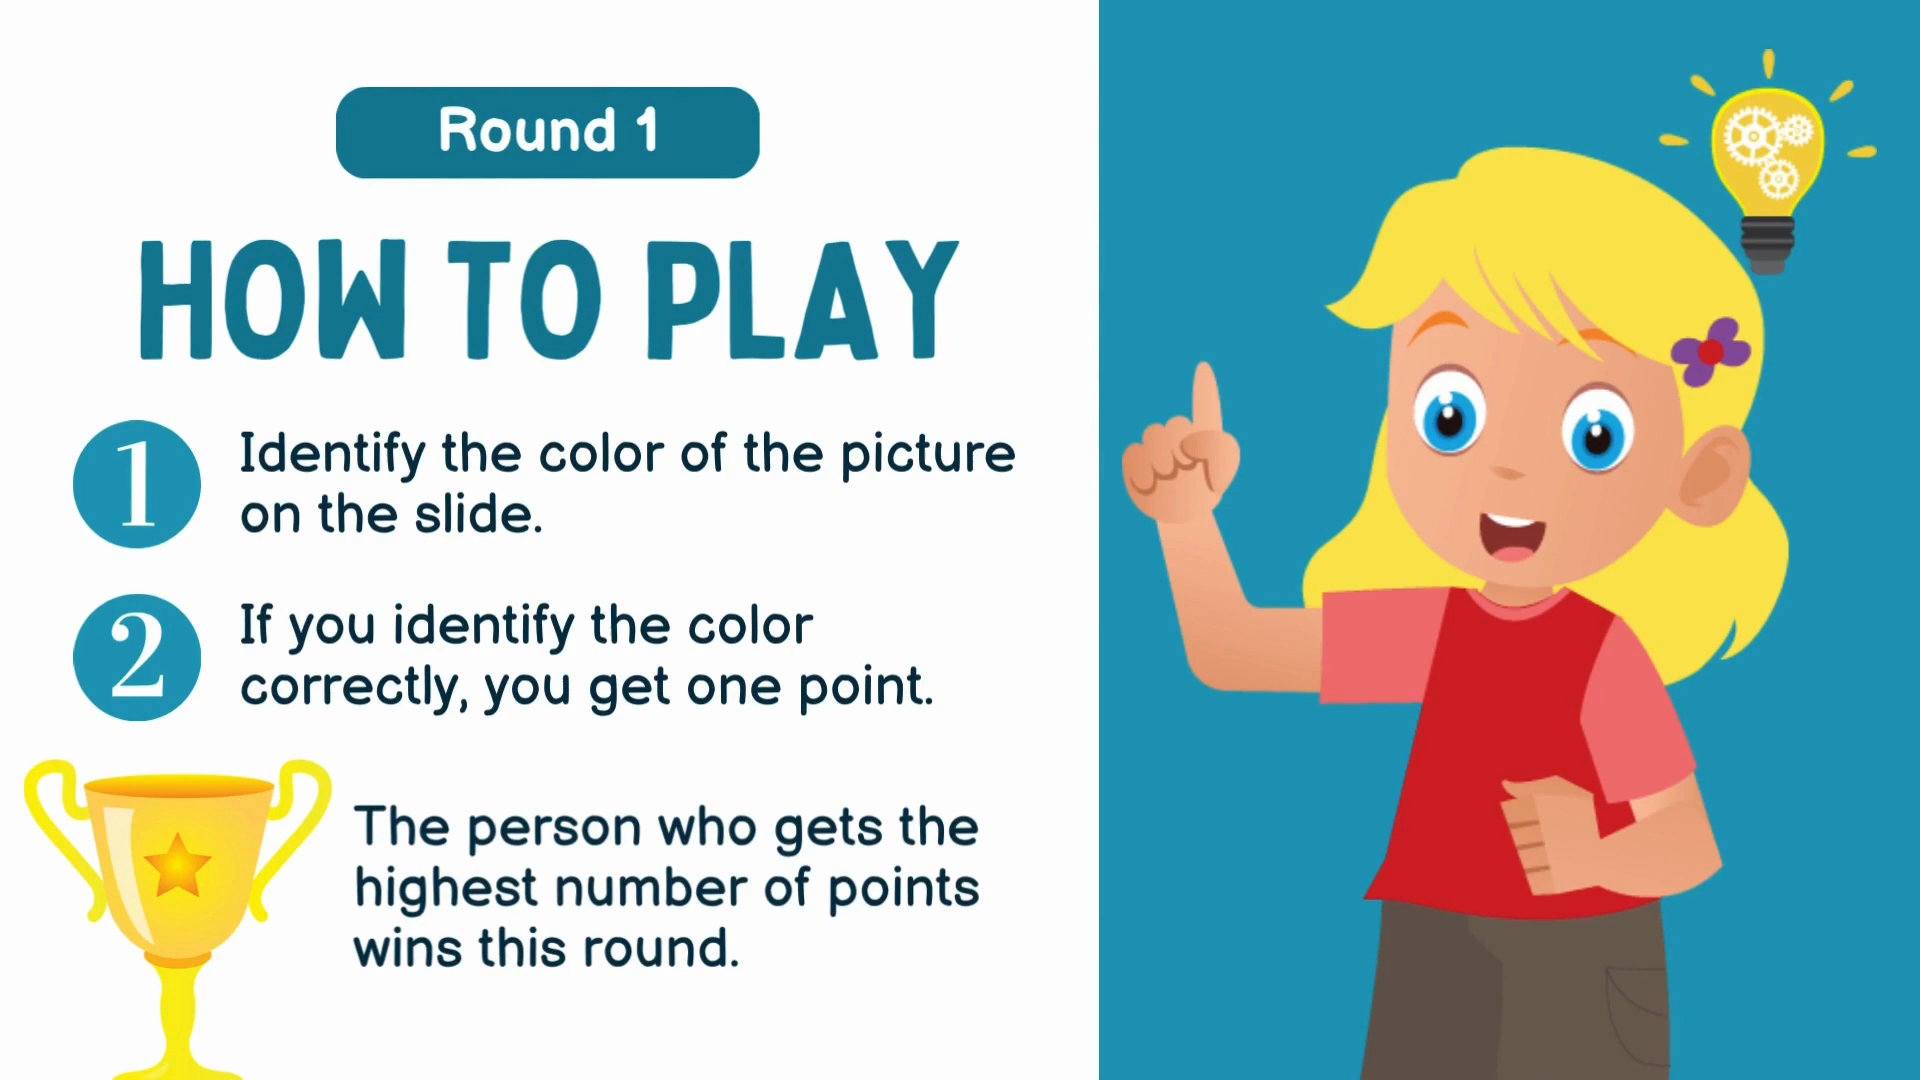 Round 1
HOW TO PLAY
1
Identify the color of the picture
on the slide.
2
If you identify the color
correctly, you get one point.
The person who gets the
highest number of points
wins this round.